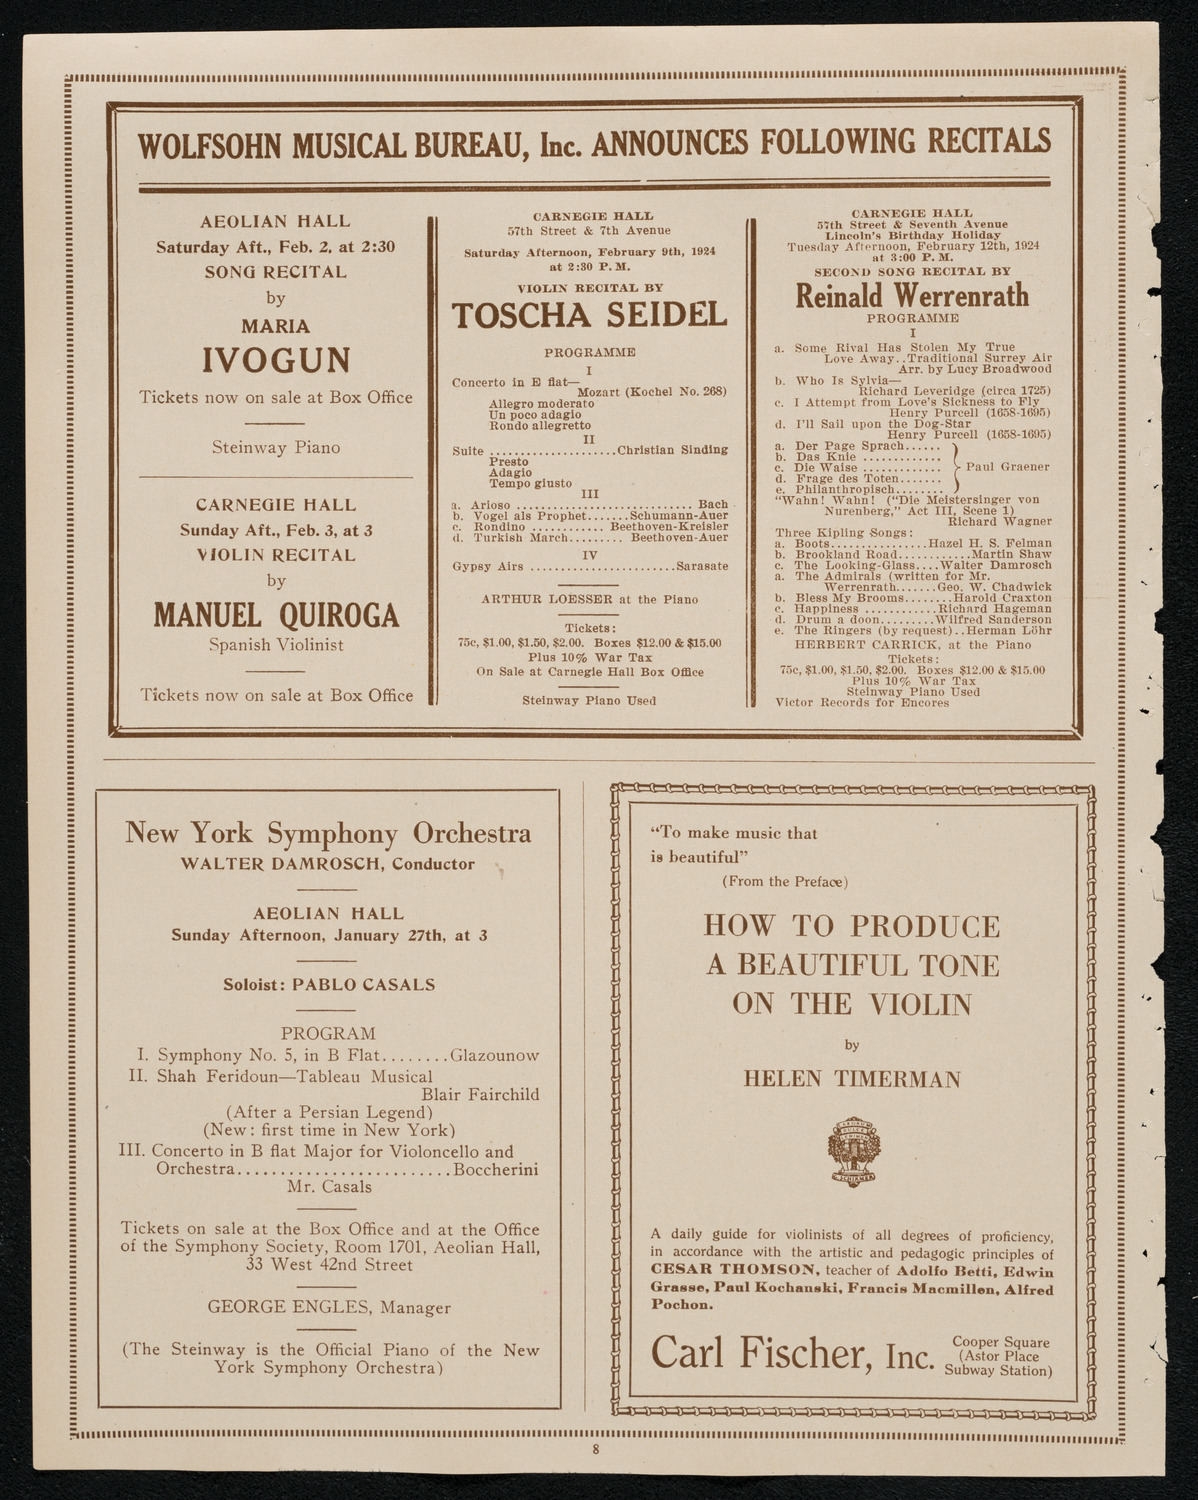 WOLFSOHN MUSICAL BUREAU, Inc. ANNOUNCES FOLLOWING RECITALS
AEOLIAN HALL
Saturday Aft., Feb. 2, at 2:30
SONG RECITAL
by
MARIA
IVOGUN
Tickets now on sale at Box Office
Steinway Piano
CARNEGIE HALL
Sunday Aft., Feb. 3, at 3
VIOLIN RECITAL
by
MANUEL QUIROGA
Spanish Violinist
Tickets now on sale at Box Office
CARNEGIE HALL
57th Street & 7th Avenue
Saturday Afternoon, February 9th, 1924
at 2:30 P. M.
VIOLIN RECITAL BY
TOSCHA SEIDEL
PROGRAMME
I
Concerto in E flat—
Mozart (Kochel No. 268)
Allegro moderato
Un poco adagio
Rondo allegretto
II
Suite ....................Christian Sinding
Presto
Adagio
Tempo giusto
III
a. Arioso ............................ Bach
b. Vogel als Prophet.......Schumann-Auer
c. Rondino ............ Beethoven-Kreisler
d. Turkish March......... Beethoven-Auer
IV
Gypsy Airs .......................Sarasate
ARTHUR LOESSER at the Piano
Tickets:
75c, $1.00, $1.50, $2.00. Boxes $12.00 & $15.00
Plus 10% War Tax
On Sale at Carnegie Hall Box Office
Steinway Piano Used
CARNEGIE HALL
57th Street & Seventh Avenue
Lincoln's Birthday Holiday
Tuesday Afternoon, February 12th, 1924
at 3:00 P. M.
SECOND SONG RECITAL BY
Reinald Werrenrath
PROGRAMME
I
a. Some Rival Has Stolen My True
Love Away..Traditional Surrey Air
Arr. by Lucy Broadwood
b. Who Is Sylvia—
Richard Leveridge (circa 1725)
c. I Attempt from Love's Sickness to Fly
Henry Purcell (1658-1695)
d. I'll Sail upon the Dog-Star
Henry Purcell (1658-1695)
a. Der Page Sprach......
b. Das Knie .............
c. Die Waise ............. Paul Graener
d. Frage des Toten.......
e. Philanthropisch........
"Wahn! Wahn! ("Die Meistersinger von
Nurenberg," Act III, Scene 1)
Richard Wagner
Three Kipling Songs:
a. Boots................Hazel H. S. Felman
b. Brookland Road............Martin Shaw
c. The Looking-Glass....Walter Damrosch
a. The Admirals (written for Mr.
Werrenrath.......Geo. W. Chadwick
b. Bless My Brooms........Harold Craxton
c. Happiness ............Richard Hageman
d. Drum a doon.........Wilfred Sanderson
e. The Ringers (by request)..Herman Löhr
HERBERT CARRICK, at the Piano
Tickets:
75c, $1.00, $1.50, $2.00. Boxes $12.00 & $15.00
Plus 10% War Tax
Steinway Piano Used
Victor Records for Encores
New York Symphony Orchestra
WALTER DAMROSCH, Conductor
AEOLIAN HALL
Sunday Afternoon, January 27th, at 3
Soloist: PABLO CASALS
PROGRAM
I. Symphony No. 5, in B Flat........Glazounow
II. Shah Feridoun—Tableau Musical
Blair Fairchild
(After a Persian Legend)
(New: first time in New York)
III. Concerto in B flat Major for Violoncello and
Orchestra.........................Boccherini
Mr. Casals
Tickets on sale at the Box Office and at the Office
of the Symphony Society, Room 1701, Aeolian Hall,
33 West 42nd Street
GEORGE ENGLES, Manager
(The Steinway is the Official Piano of the New
York Symphony Orchestra)
"To make music that
is beautiful"
(From the Preface)
HOW TO PRODUCE
A BEAUTIFUL TONE
ON THE VIOLIN
by
HELEN TIMERMAN
A daily guide for violinists of all degrees of proficiency,
in accordance with the artistic and pedagogic principles of
CESAR THOMSON, teacher of Adolfo Betti, Edwin
Grasse, Paul Kochanski, Francis Macmillen, Alfred
Pochon.
Carl Fischer, Inc.
Cooper Square
(Astor Place
Subway Station)
8